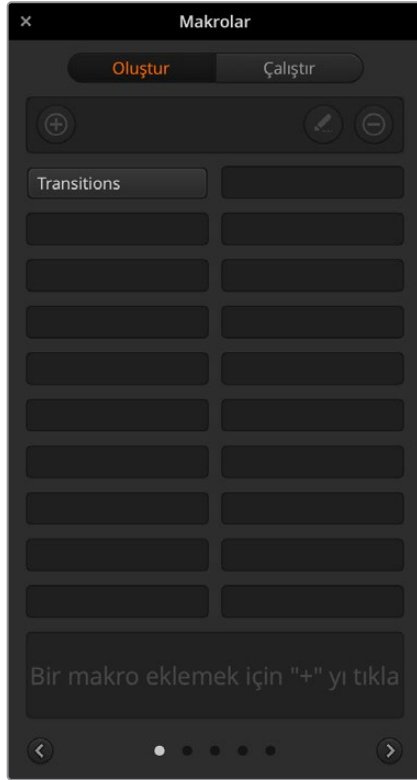 Makrolar
Oluştur
Çalıştır
Transitions
Bir makro eklemek için "+" yı tıkla